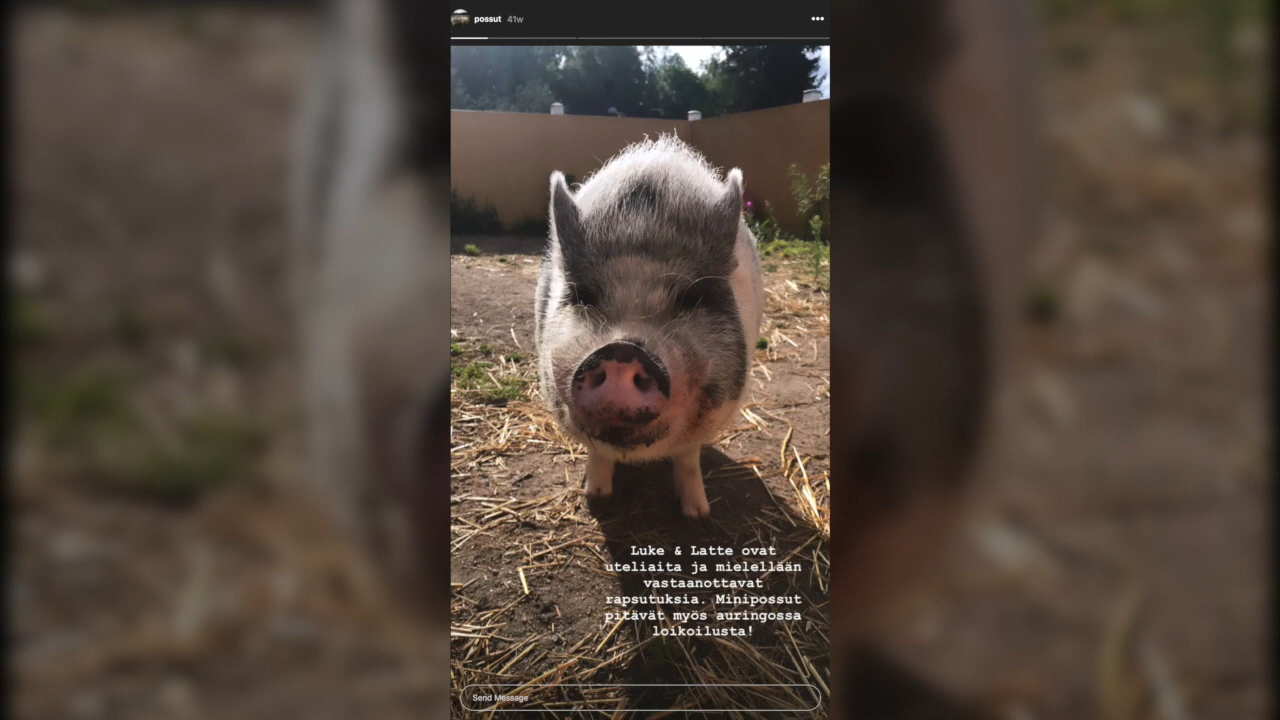 possut 41w
Luke & Latte ovat
uteliaita ja mielellään
vastaanottavat
rapsutuksia. Minipossut
pitävät myös auringossa
loikoilusta!
Send Message